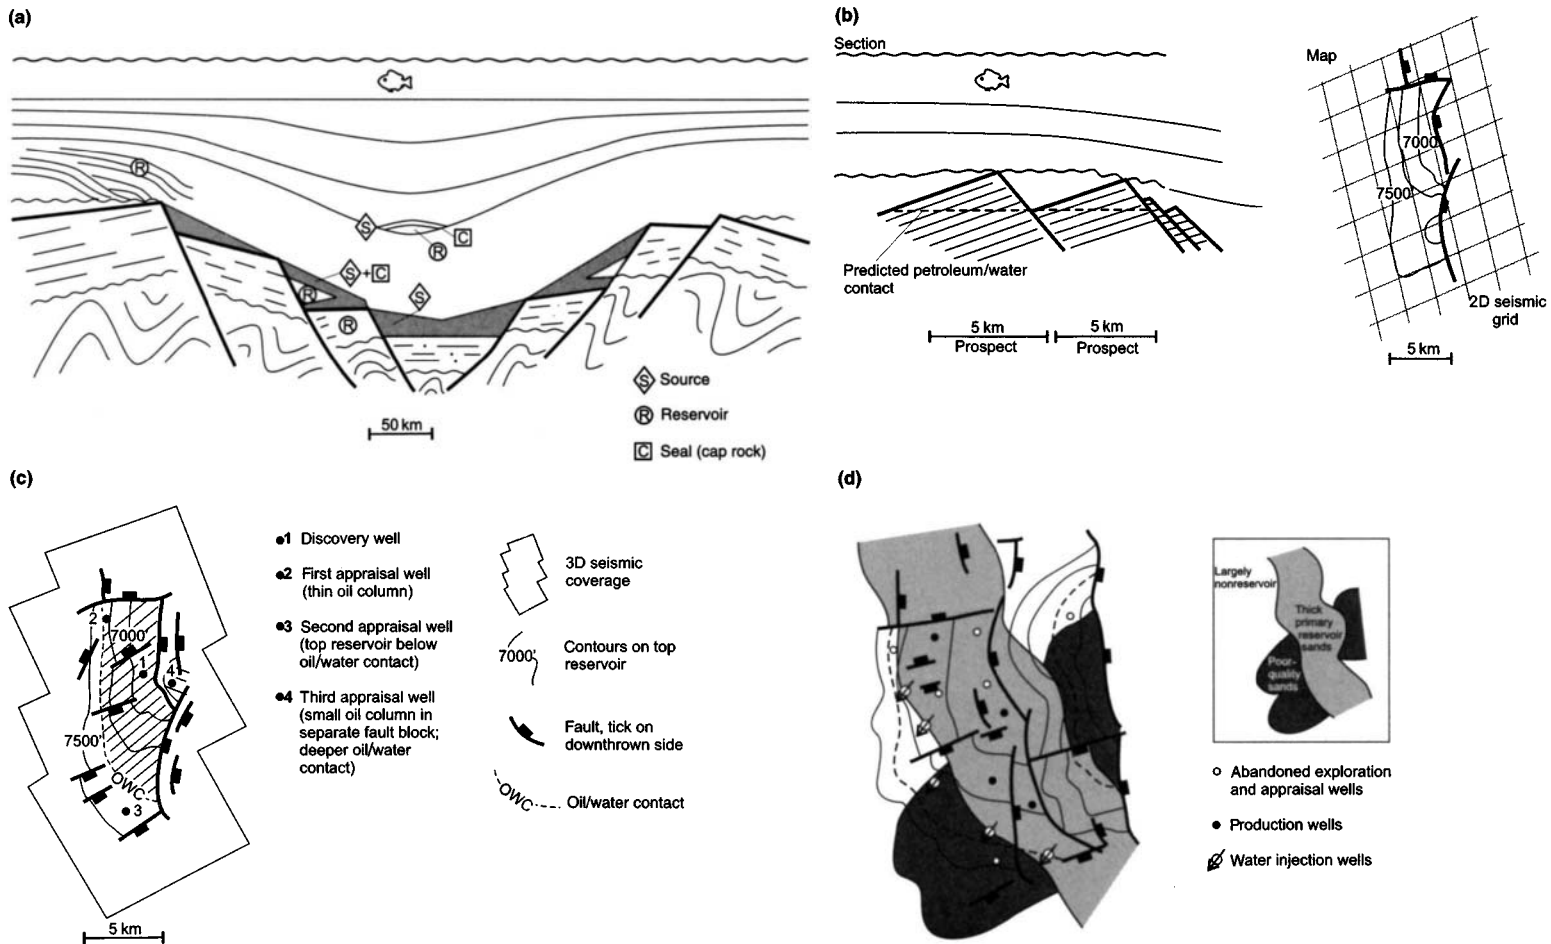 (a)
R
S
R
C
S + C
S
R
R
S Source
R Reservoir
C Seal (cap rock)
50 km
(b)
Section
Predicted petroleum/water
contact
5 km
Prospect
5 km
Prospect
Map
7000'
7500'
2D seismic
grid
5 km
(c)
2
7000'
1
4
7500'
OWC
3
5 km
1 Discovery well
2 First appraisal well
(thin oil column)
3 Second appraisal well
(top reservoir below
oil/water contact)
4 Third appraisal well
(small oil column in
separate fault block;
deeper oil/water
contact)
3D seismic
coverage
7000'
Contours on top
reservoir
Fault, tick on
downthrown side
OWC
Oil/water contact
(d)
Largely
nonreservoir
Thick
primary
reservoir
sands
Poor-
quality
sands
Abandoned exploration
and appraisal wells
Production wells
Water injection wells